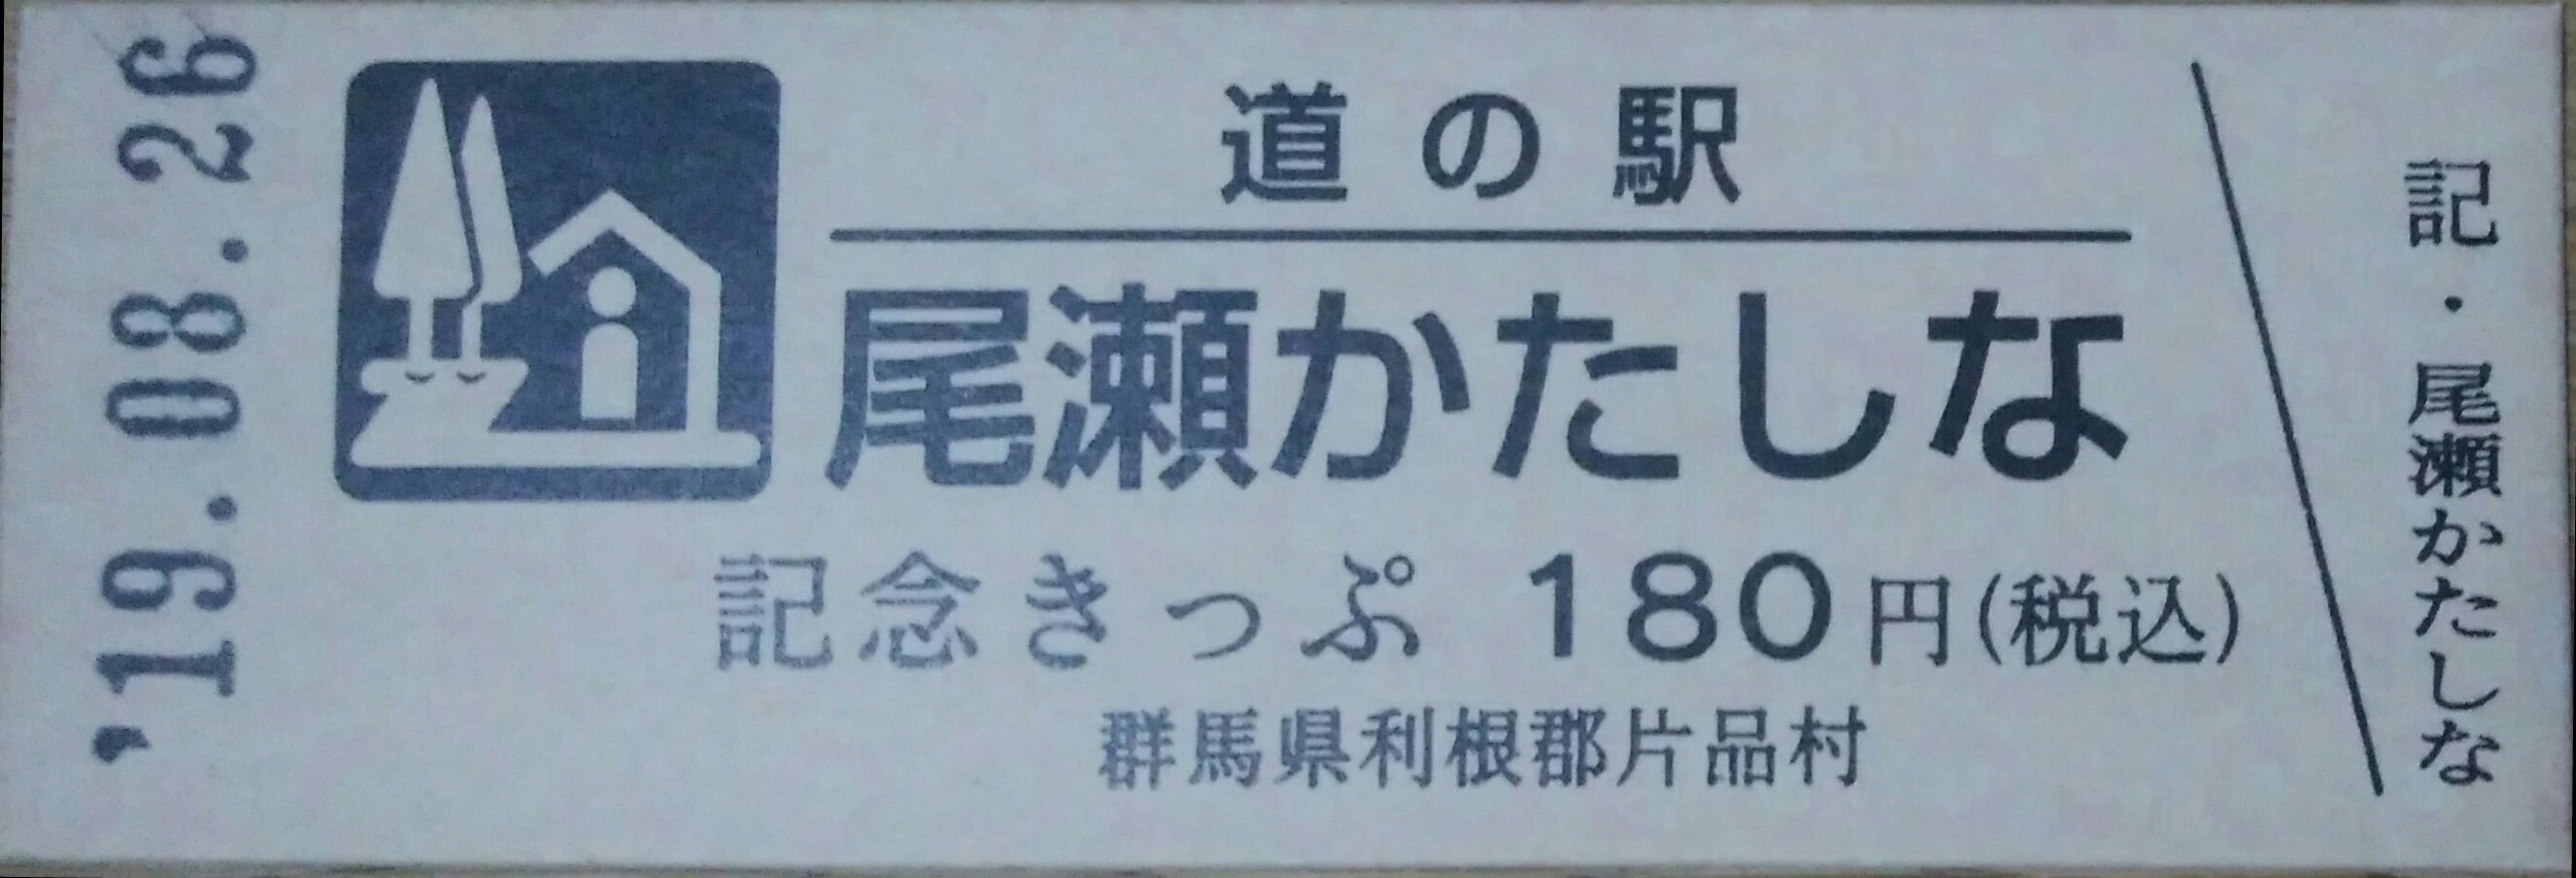 '19.08.26
道の駅
尾瀬かたしな
記念きっぷ 180円(税込)
群馬県利根郡片品村
記・尾瀬かたしな